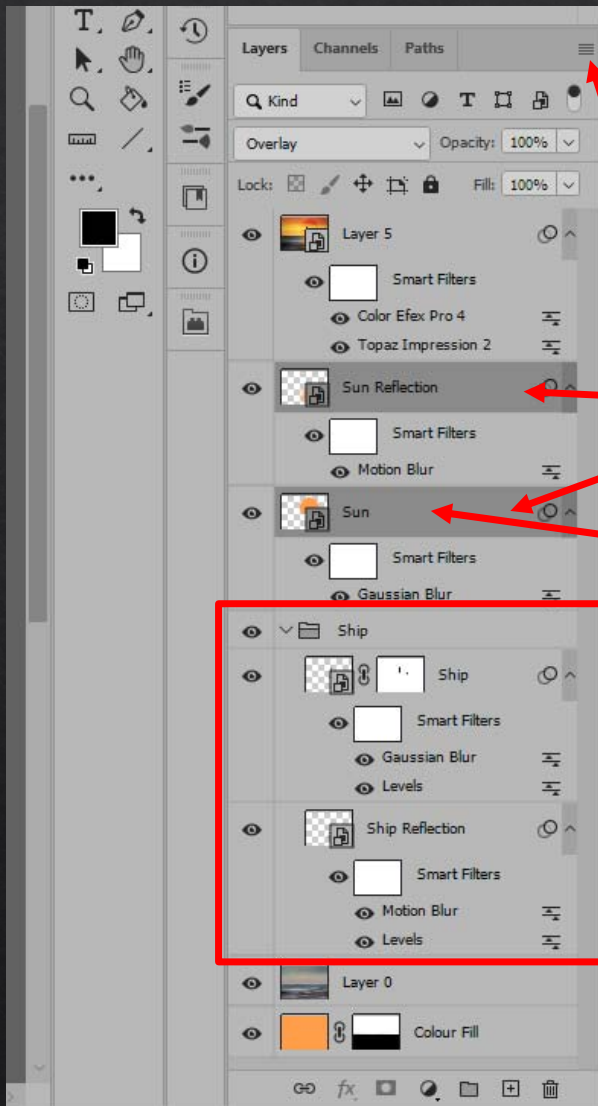 T
Layers Channels Paths
Kind T
Overlay Opacity: 100%
Lock: Fill: 100%
Layer 5
Smart Filters
Color Efex Pro 4
Topaz Impression 2
Sun Reflection
Smart Filters
Motion Blur
Sun
Smart Filters
Gaussian Blur
Ship
Ship
Smart Filters
Gaussian Blur
Levels
Ship Reflection
Smart Filters
Motion Blur
Levels
Layer 0
Colour Fill
fx